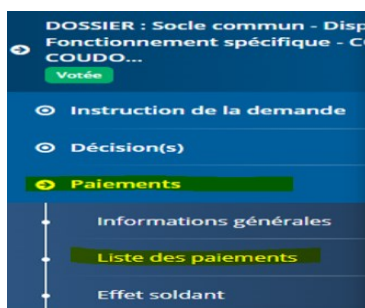 DOSSIER : Socle commun - Disp
Fonctionnement spécifique - C
COUDO...
Votée
Instruction de la demande
Décision(s)
Paiements
Informations générales
Liste des paiements
Effet soldant